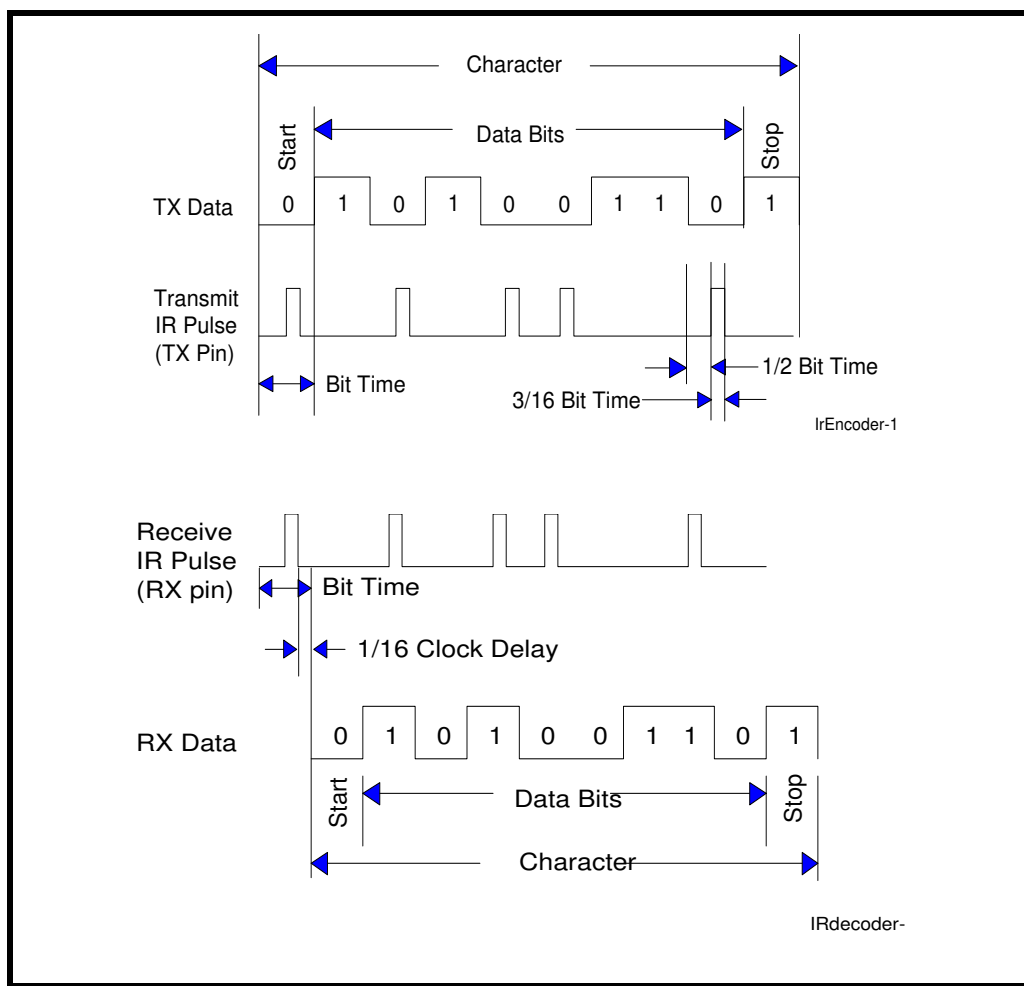 Character
Start
Data Bits
Stop
TX Data
0 1 0 1 0 0 1 1 0 1
Transmit
IR Pulse
(TX Pin)
Bit Time
1/2 Bit Time
3/16 Bit Time
IrEncoder-1
Receive
IR Pulse
(RX pin)
Bit Time
1/16 Clock Delay
RX Data
0 1 0 1 0 0 1 1 0 1
Start
Data Bits
Stop
Character
IRdecoder-